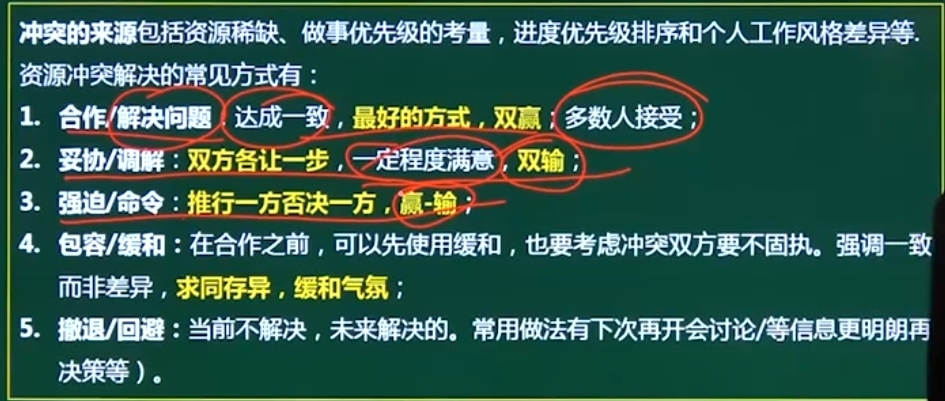 冲突的来源包括资源稀缺、做事优先级的考量，进度优先级排序和个人工作风格差异等.
资源冲突解决的常见方式有：
1. 合作/解决问题：达成一致，最好的方式，双赢；多数人接受；
2. 妥协/调解：双方各让一步，一定程度满意，双输；
3. 强迫/命令：推行一方否决一方，赢-输；
4. 包容/缓和：在合作之前，可以先使用缓和，也要考虑冲突双方要不固执。强调一致
而非差异，求同存异，缓和气氛；
5. 撤退/回避：当前不解决，未来解决的。常用做法有下次再开会讨论/等信息更明朗再
决策等）。